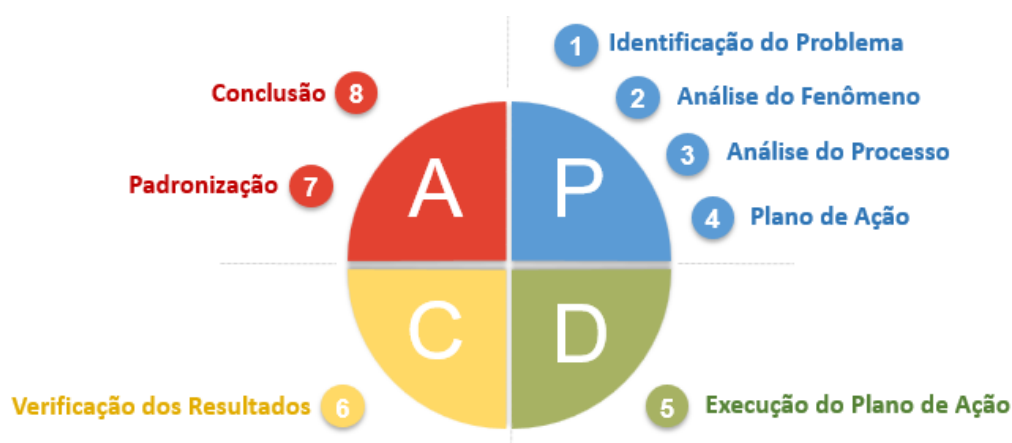 1 Identificação do Problema
2 Análise do Fenômeno
3 Análise do Processo
4 Plano de Ação
5 Execução do Plano de Ação
6 Verificação dos Resultados
7 Padronização
8 Conclusão
A P
C D